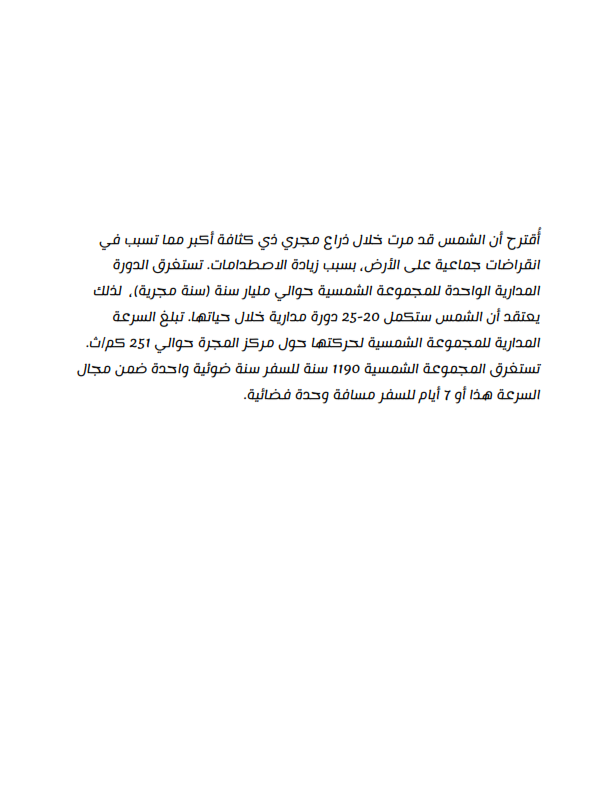 أُقترح أن الشمس قد مرت خلال ذراع مجري ذي كثافة أكبر مما تسبب في
انقراضات جماعية على الأرض، بسبب زيادة الاصطدامات. تستغرق الدورة
المدارية الواحدة للمجموعة الشمسية حوالي مليار سنة (سنة مجرية)، لذلك
يعتقد أن الشمس ستكمل 20-25 دورة مدارية خلال حياتها. تبلغ السرعة
المدارية للمجموعة الشمسية لحركتها حول مركز المجرة حوالي 251 كم/ث.
تستغرق المجموعة الشمسية 1190 سنة للسفر سنة ضوئية واحدة ضمن مجال
السرعة هذا أو 7 أيام للسفر مسافة وحدة فضائية.